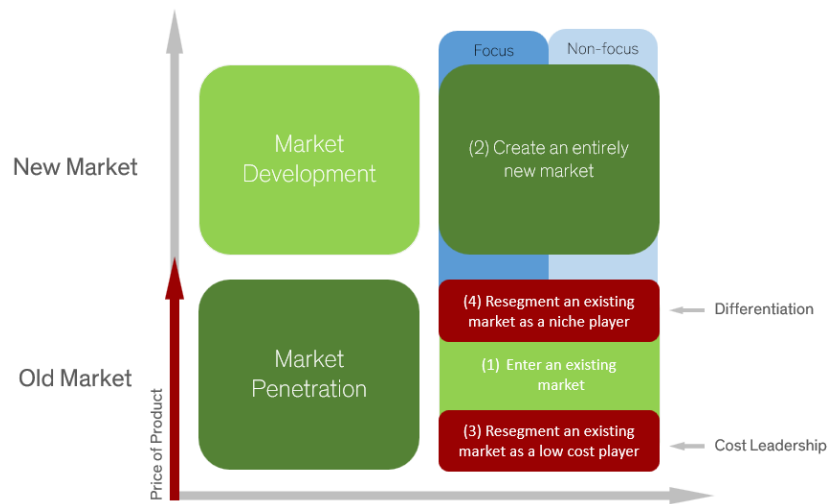 Focus
Non-focus
New Market
Market
Development
(2) Create an entirely
new market
(4) Resegment an existing
market as a niche player
Differentiation
Old Market
Market
Penetration
(1) Enter an existing
market
(3) Resegment an existing
market as a low cost player
Cost Leadership
Price of Product